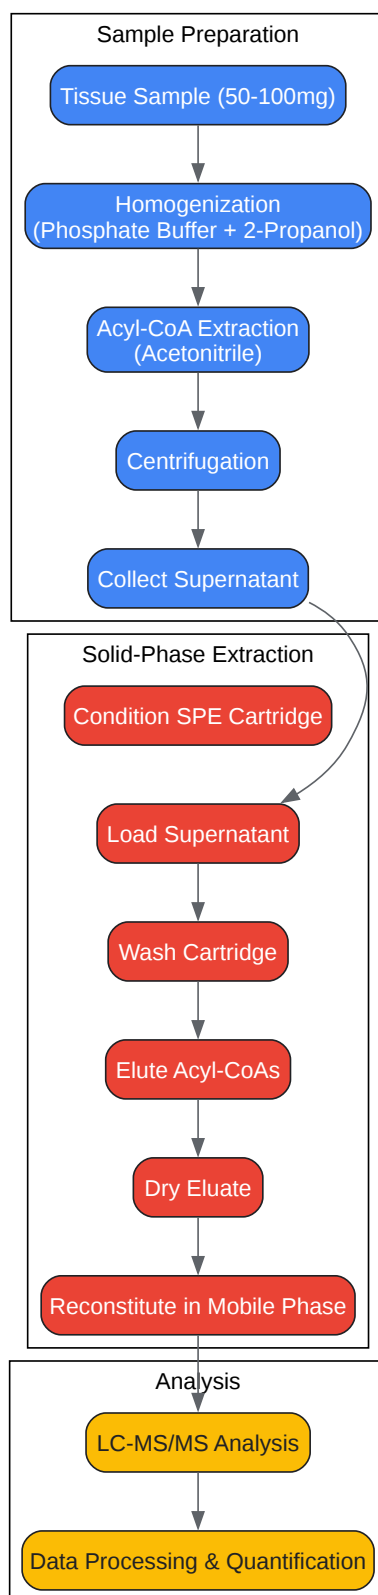 Sample Preparation
Tissue Sample (50-100mg)
Homogenization
(Phosphate Buffer + 2-Propanol)
Acyl-CoA Extraction
(Acetonitrile)
Centrifugation
Collect Supernatant
Solid-Phase Extraction
Condition SPE Cartridge
Load Supernatant
Wash Cartridge
Elute Acyl-CoAs
Dry Eluate
Reconstitute in Mobile Phase
Analysis
LC-MS/MS Analysis
Data Processing & Quantification